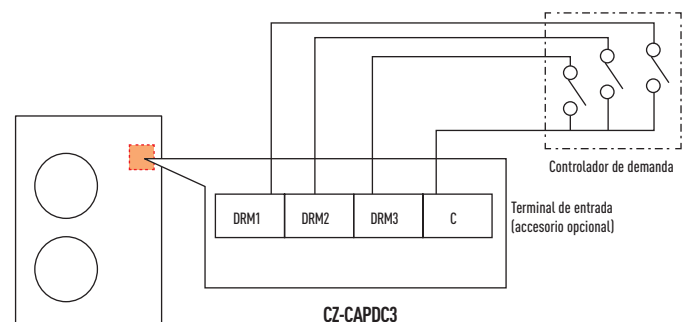 Controlador de demanda
DRM1 DRM2 DRM3 C
Terminal de entrada
(accesorio opcional)
CZ-CAPDC3